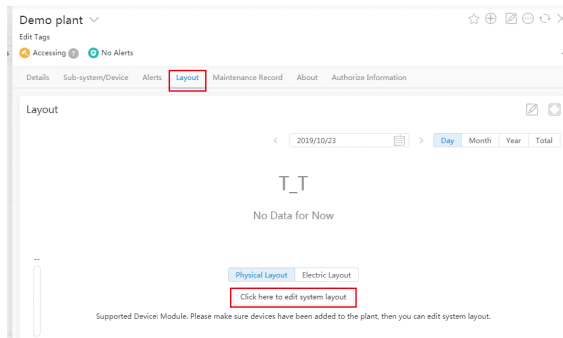 Demo plant
Edit Tags
Accessing ? No Alerts
Details Sub-system/Device Alerts Layout Maintenance Record About Authorize Information
Layout
< 2019/10/23 > Day Month Year Total
T_T
No Data for Now
--
Physical Layout Electric Layout
Click here to edit system layout
Supported Device: Module. Please make sure devices have been added to the plant, then you can edit system layout.